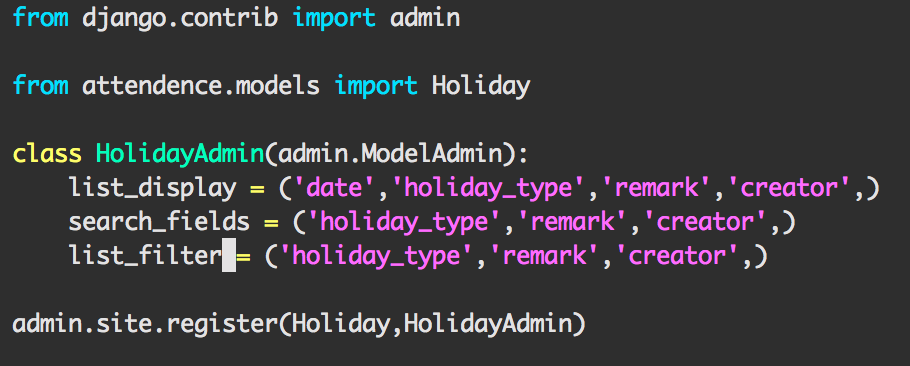 from django.contrib import admin
from attendence.models import Holiday
class HolidayAdmin(admin.ModelAdmin):
    list_display = ('date','holiday_type','remark','creator',)
    search_fields = ('holiday_type','remark','creator',)
    list_filter = ('holiday_type','remark','creator',)
admin.site.register(Holiday,HolidayAdmin)